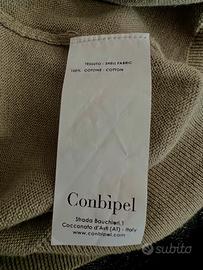 TESSUTO - SHELL FABRIC
100% COTONE - COTTON
Conbipel
Strada Bauchieri,1
Cocconato d'Asti (AT) - Italy
www.conbipel.com
subito